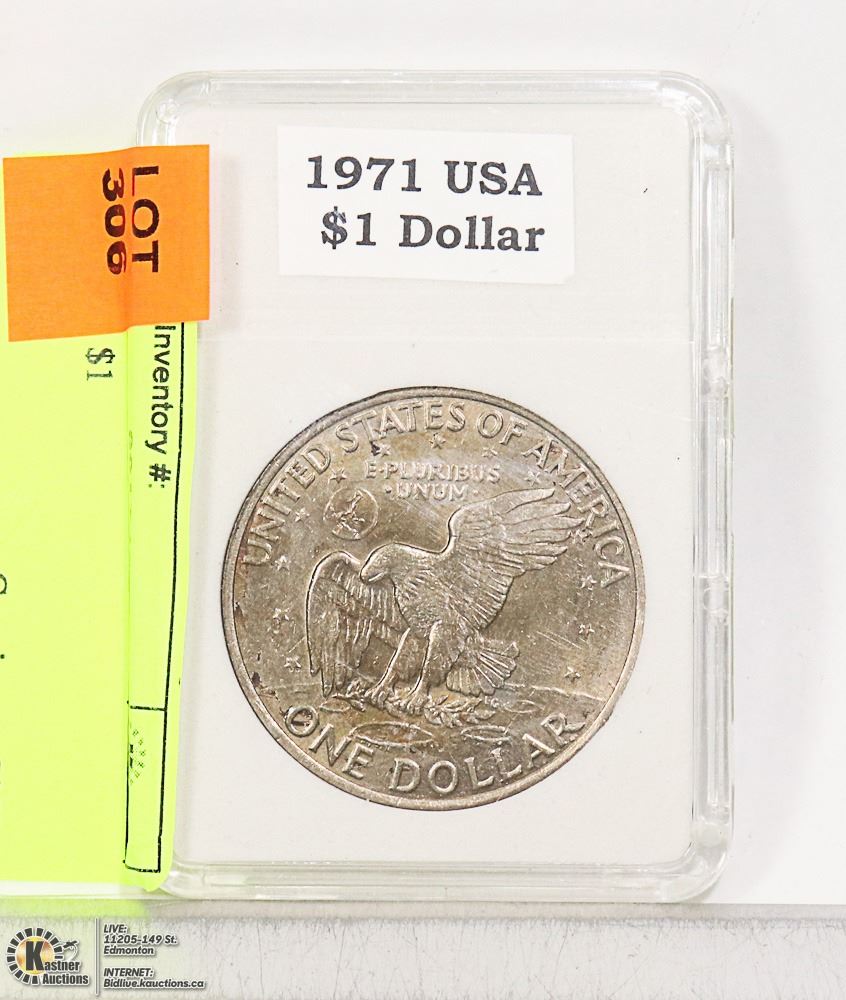 1971 USA
$1 Dollar
LOT
306
Inventory #:
$1
UNITED STATES OF AMERICA
E·PLURIBUS
·UNUM·
ONE DOLLAR
Kastner
Auctions
LIVE:
11205-149 St.
Edmonton
INTERNET:
Bidlive.kauctions.ca